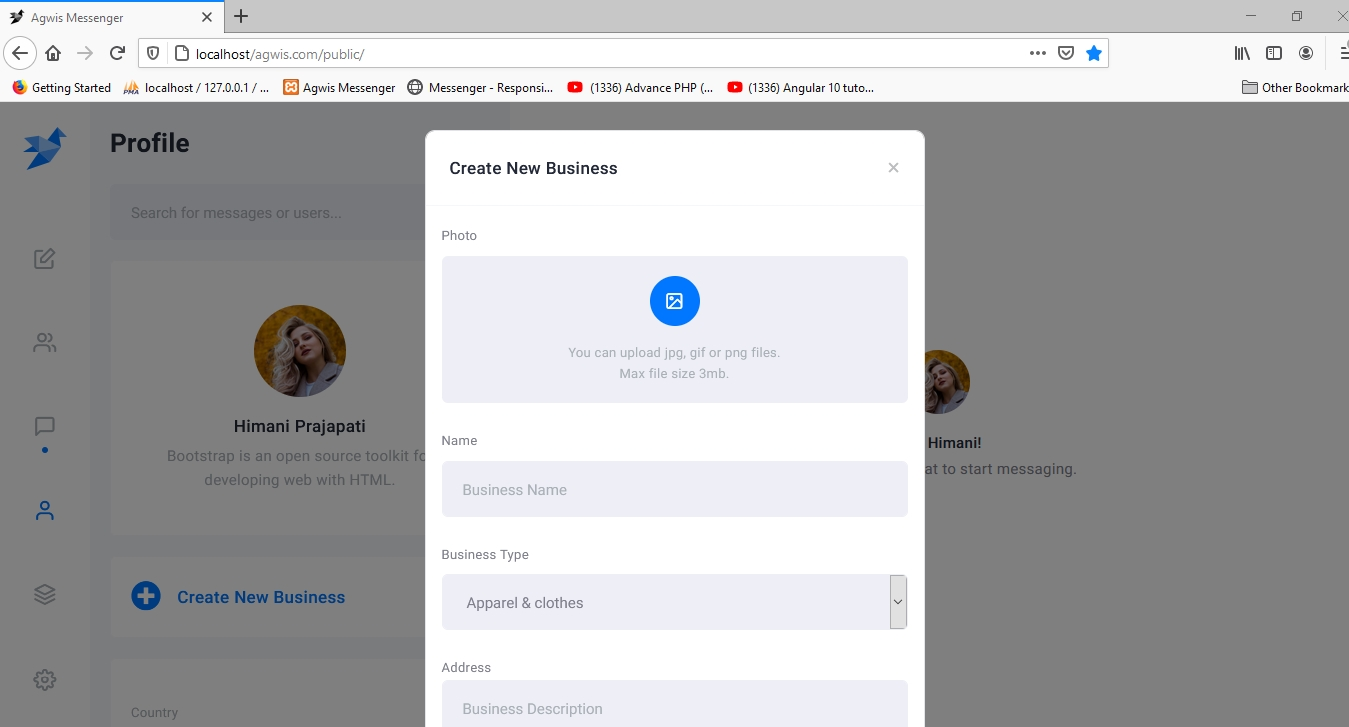 Agwis Messenger
localhost/agwis.com/public/
Getting Started
localhost / 127.0.0.1 / ...
Agwis Messenger
Messenger - Responsi...
(1336) Advance PHP (...
(1336) Angular 10 tuto...
Other Bookmark
Profile
Search for messages or users...
Himani Prajapati
Bootstrap is an open source toolkit fo
developing web with HTML.
Create New Business
Country
Create New Business
×
Photo
You can upload jpg, gif or png files.
Max file size 3mb.
Name
Business Name
Business Type
Apparel & clothes
Address
Business Description
Himani!
at to start messaging.